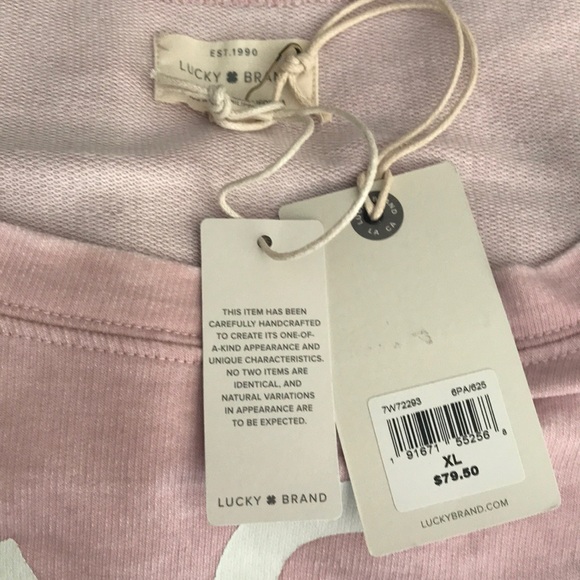 EST. 1990
LUCKY BRAND
LA CA
THIS ITEM HAS BEEN
CAREFULLY HANDCRAFTED
TO CREATE ITS ONE-OF-
A-KIND APPEARANCE AND
UNIQUE CHARACTERISTICS.
NO TWO ITEMS ARE
IDENTICAL, AND
NATURAL VARIATIONS
IN APPEARANCE ARE
TO BE EXPECTED.
LUCKY BRAND
7W72293 6PA/625
1 91671 55256 8
XL
$79.50
LUCKYBRAND.COM